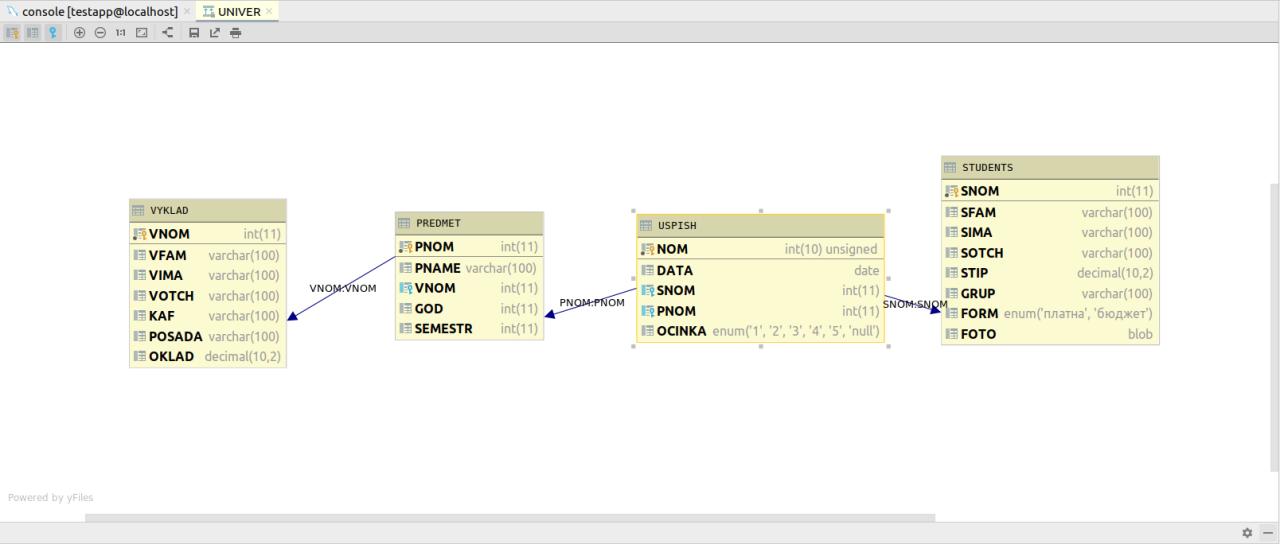 console [testapp@localhost]
UNIVER
1:1
VYKLAD
VNOM int(11)
VFAM varchar(100)
VIMA varchar(100)
VOTCH varchar(100)
KAF varchar(100)
POSADA varchar(100)
OKLAD decimal(10,2)
VNOM:VNOM
PREDMET
PNOM int(11)
PNAME varchar(100)
VNOM int(11)
GOD int(11)
SEMESTR int(11)
PNOM:PNOM
USPISH
NOM int(10) unsigned
DATA date
SNOM int(11)
PNOM int(11)
OCINKA enum('1', '2', '3', '4', '5', 'null')
SNOM:SNOM
STUDENTS
SNOM int(11)
SFAM varchar(100)
SIMA varchar(100)
SOTCH varchar(100)
STIP decimal(10,2)
GRUP varchar(100)
FORM enum('платна', 'бюджет')
FOTO blob
Powered by yFiles